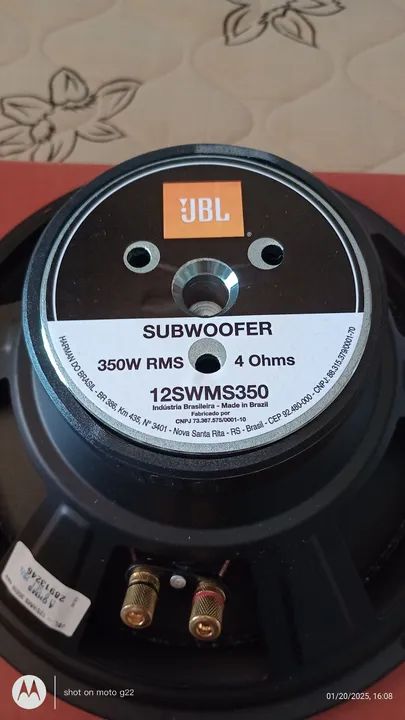 JBL
®
SUBWOOFER
350W RMS 4 Ohms
12SWMS350
Indústria Brasileira - Made in Brazil
Fabricado por
CNPJ 73.367.575/0001-10
HARMAN DO BRASIL - BR 386, Km 435, Nº 3401 - Nova Santa Rita - RS - Brasil - CEP 92.480-000 - CNPJ. 88.315.379/0001-70
28913246
shot on moto g22
01/20/2025, 16:08